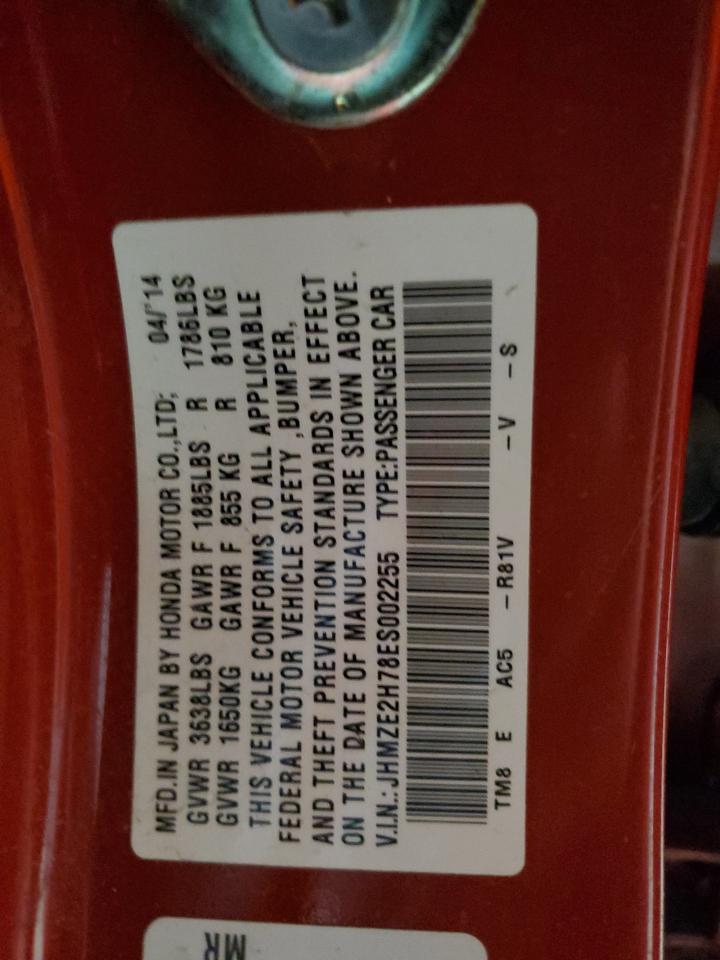 MFD.IN JAPAN BY HONDA MOTOR CO.,LTD; 04/'14
GVWR 3638LBS GAWR F 1885LBS R 1786LBS
GVWR 1650KG GAWR F 855 KG R 810 KG
THIS VEHICLE CONFORMS TO ALL APPLICABLE
FEDERAL MOTOR VEHICLE SAFETY ,BUMPER,
AND THEFT PREVENTION STANDARDS IN EFFECT
ON THE DATE OF MANUFACTURE SHOWN ABOVE.
V.I.N.: JHMZE2H78ES002255 TYPE:PASSENGER CAR
TM8 E AC5 –R81V –V –S
MR